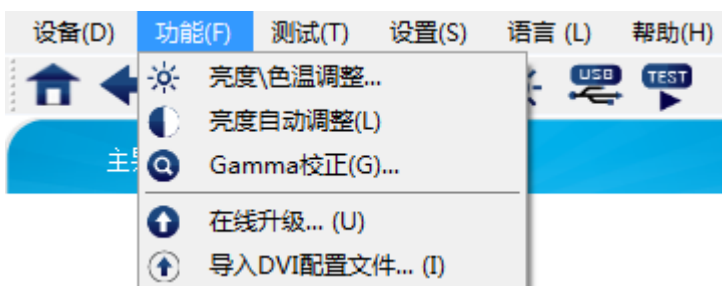 设备(D) 功能(F) 测试(T) 设置(S) 语言 (L) 帮助(H)
亮度\色温调整...
USB TEST
亮度自动调整(L)
主
Gamma校正(G)...
在线升级... (U)
导入DVI配置文件... (I)